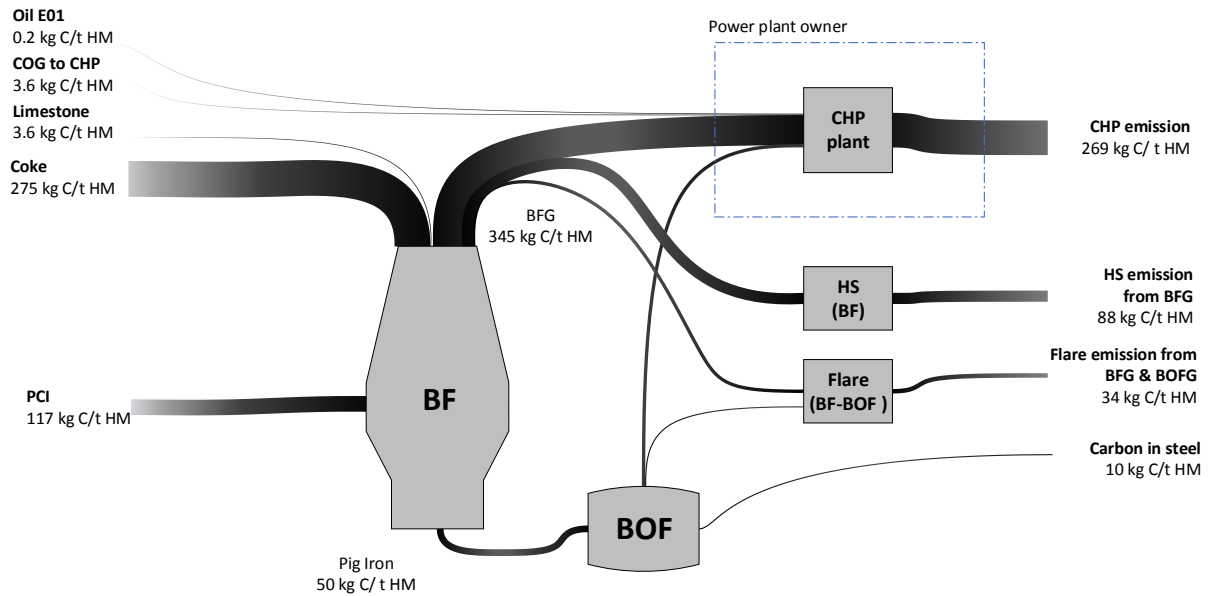 Oil E01
0.2 kg C/t HM
COG to CHP
3.6 kg C/t HM
Limestone
3.6 kg C/t HM
Coke
275 kg C/t HM
PCI
117 kg C/t HM
BF
Pig Iron
50 kg C/ t HM
BFG
345 kg C/t HM
BOF
Power plant owner
CHP
plant
HS
(BF)
Flare
(BF-BOF )
CHP emission
269 kg C/ t HM
HS emission
from BFG
88 kg C/t HM
Flare emission from
BFG & BOFG
34 kg C/t HM
Carbon in steel
10 kg C/t HM